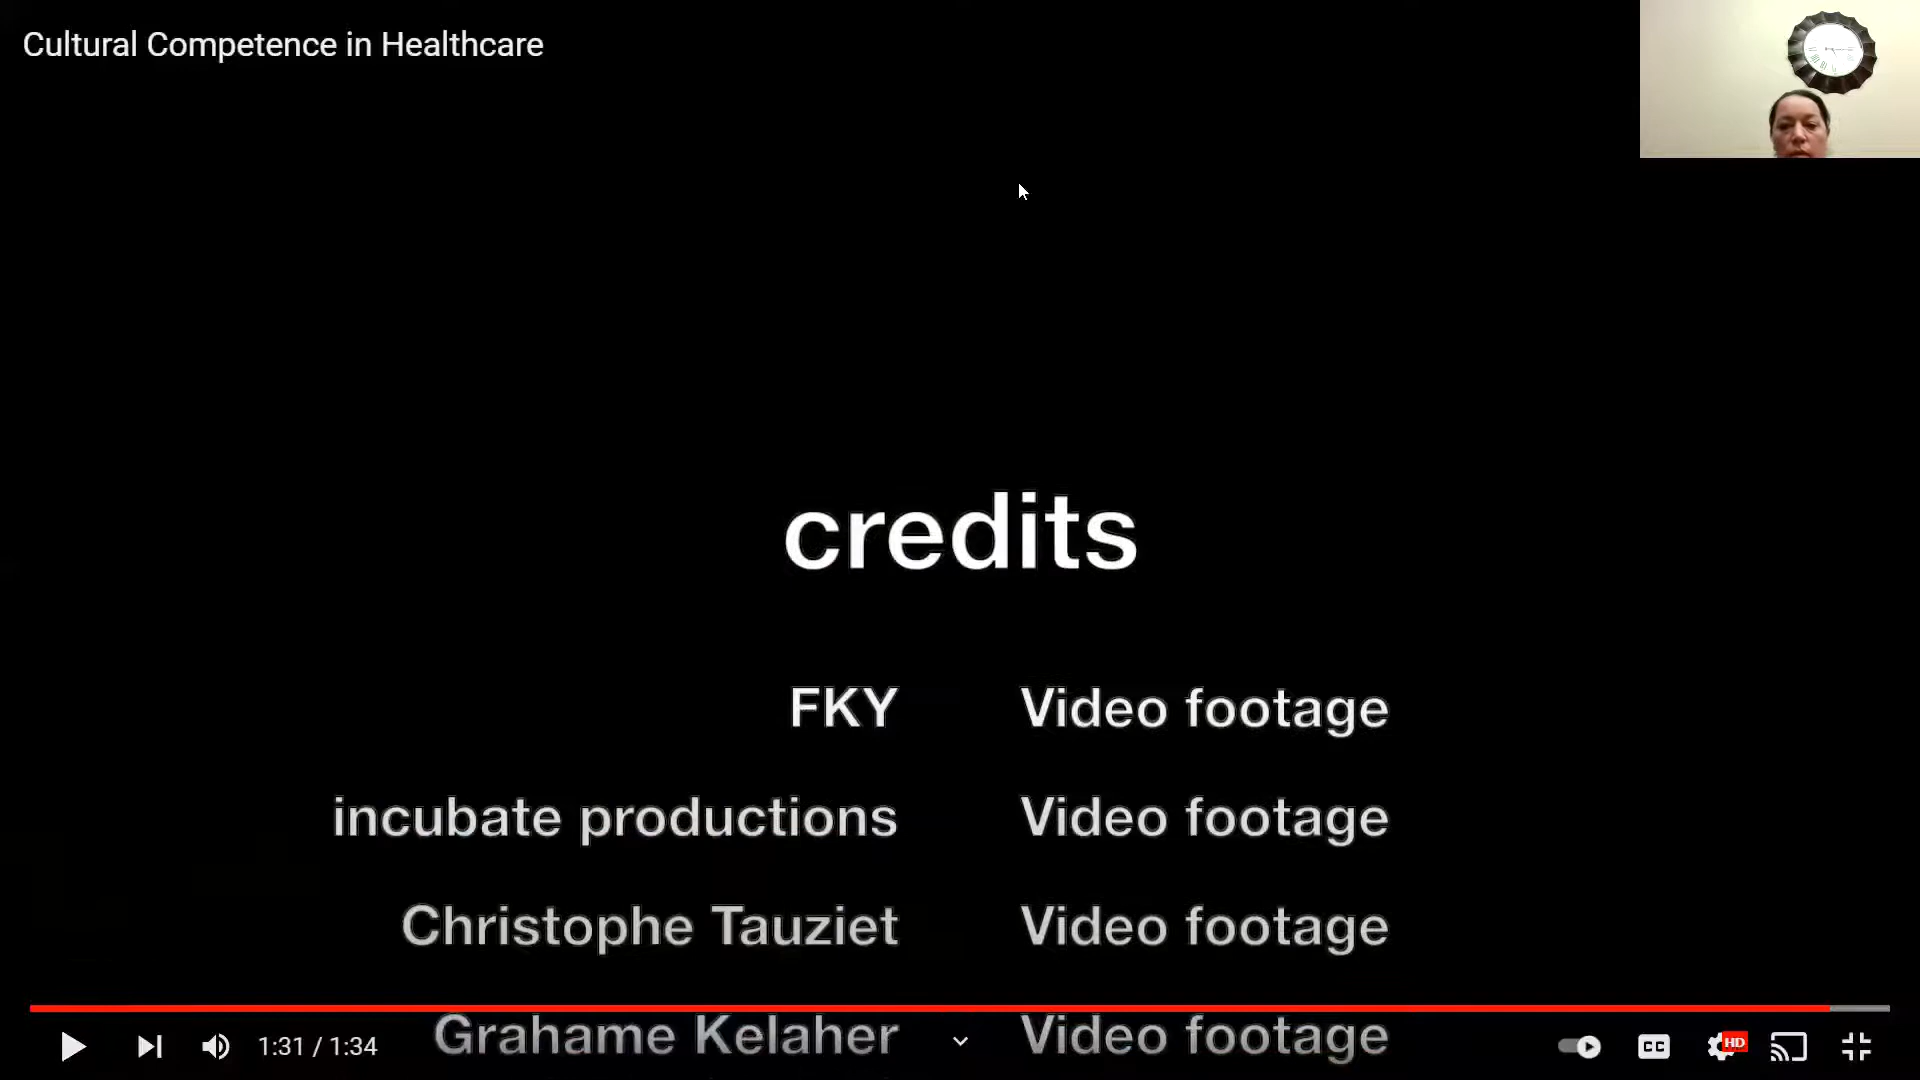 Cultural Competence in Healthcare
credits
FKY Video footage
incubate productions Video footage
Christophe Tauziet Video footage
Grahame Kelaher Video footage
1:31 / 1:34
CC
HD